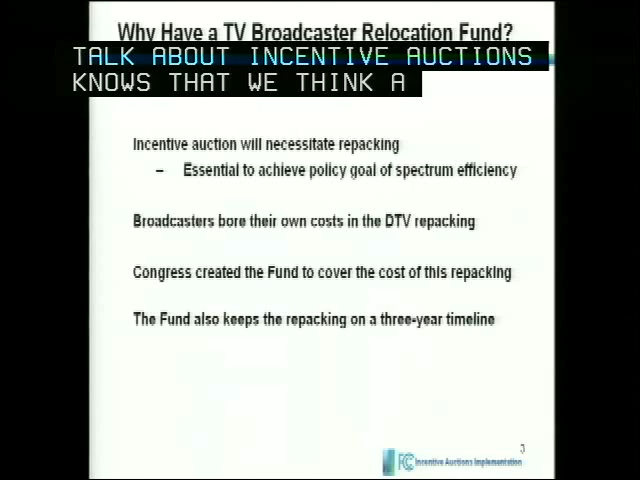 Why Have a TV Broadcaster Relocation Fund?
TALK ABOUT INCENTIVE AUCTIONS
KNOWS THAT WE THINK A
Incentive auction will necessitate repacking
– Essential to achieve policy goal of spectrum efficiency
Broadcasters bore their own costs in the DTV repacking
Congress created the Fund to cover the cost of this repacking
The Fund also keeps the repacking on a three-year timeline
3
FCC Incentive Auctions Implementation